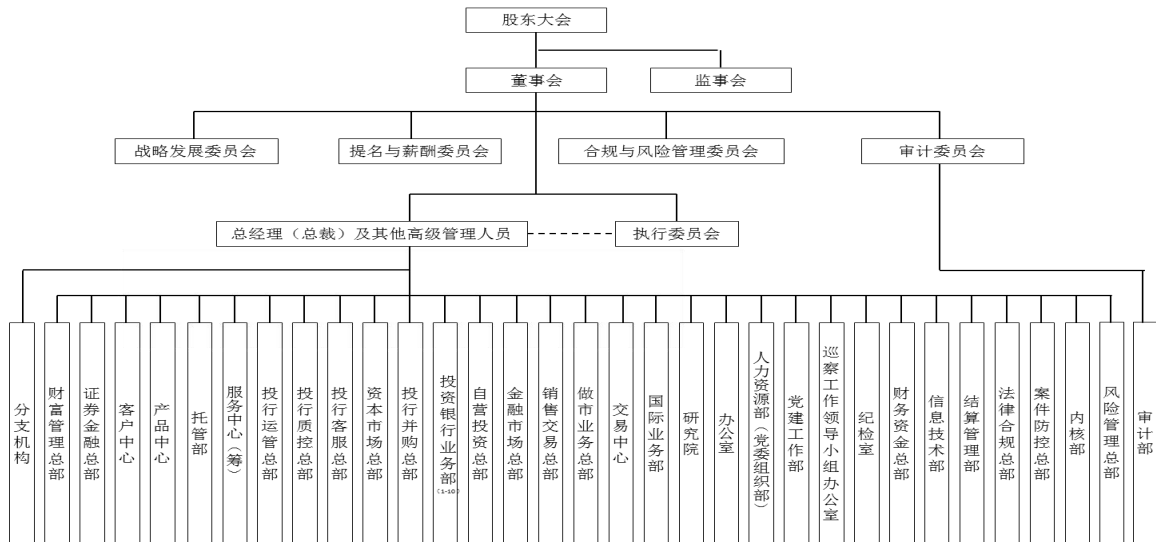 股东大会
董事会
监事会
战略发展委员会
提名与薪酬委员会
合规与风险管理委员会
审计委员会
总经理（总裁）及其他高级管理人员
执行委员会
分支机构
财富管理总部
证券金融总部
客户中心
产品中心
托管部
服务中心（筹）
投行运管总部
投行质控总部
投行客服总部
资本市场总部
投行并购总部
投资银行业务部（1-10）
自营投资总部
金融市场总部
销售交易总部
做市业务总部
交易中心
国际业务部
研究院
办公室
人力资源部（党委组织部）
党建工作部
巡察工作领导小组办公室
纪检室
财务资金总部
信息技术部
结算管理部
法律合规总部
案件防控总部
内核部
风险管理总部
审计部